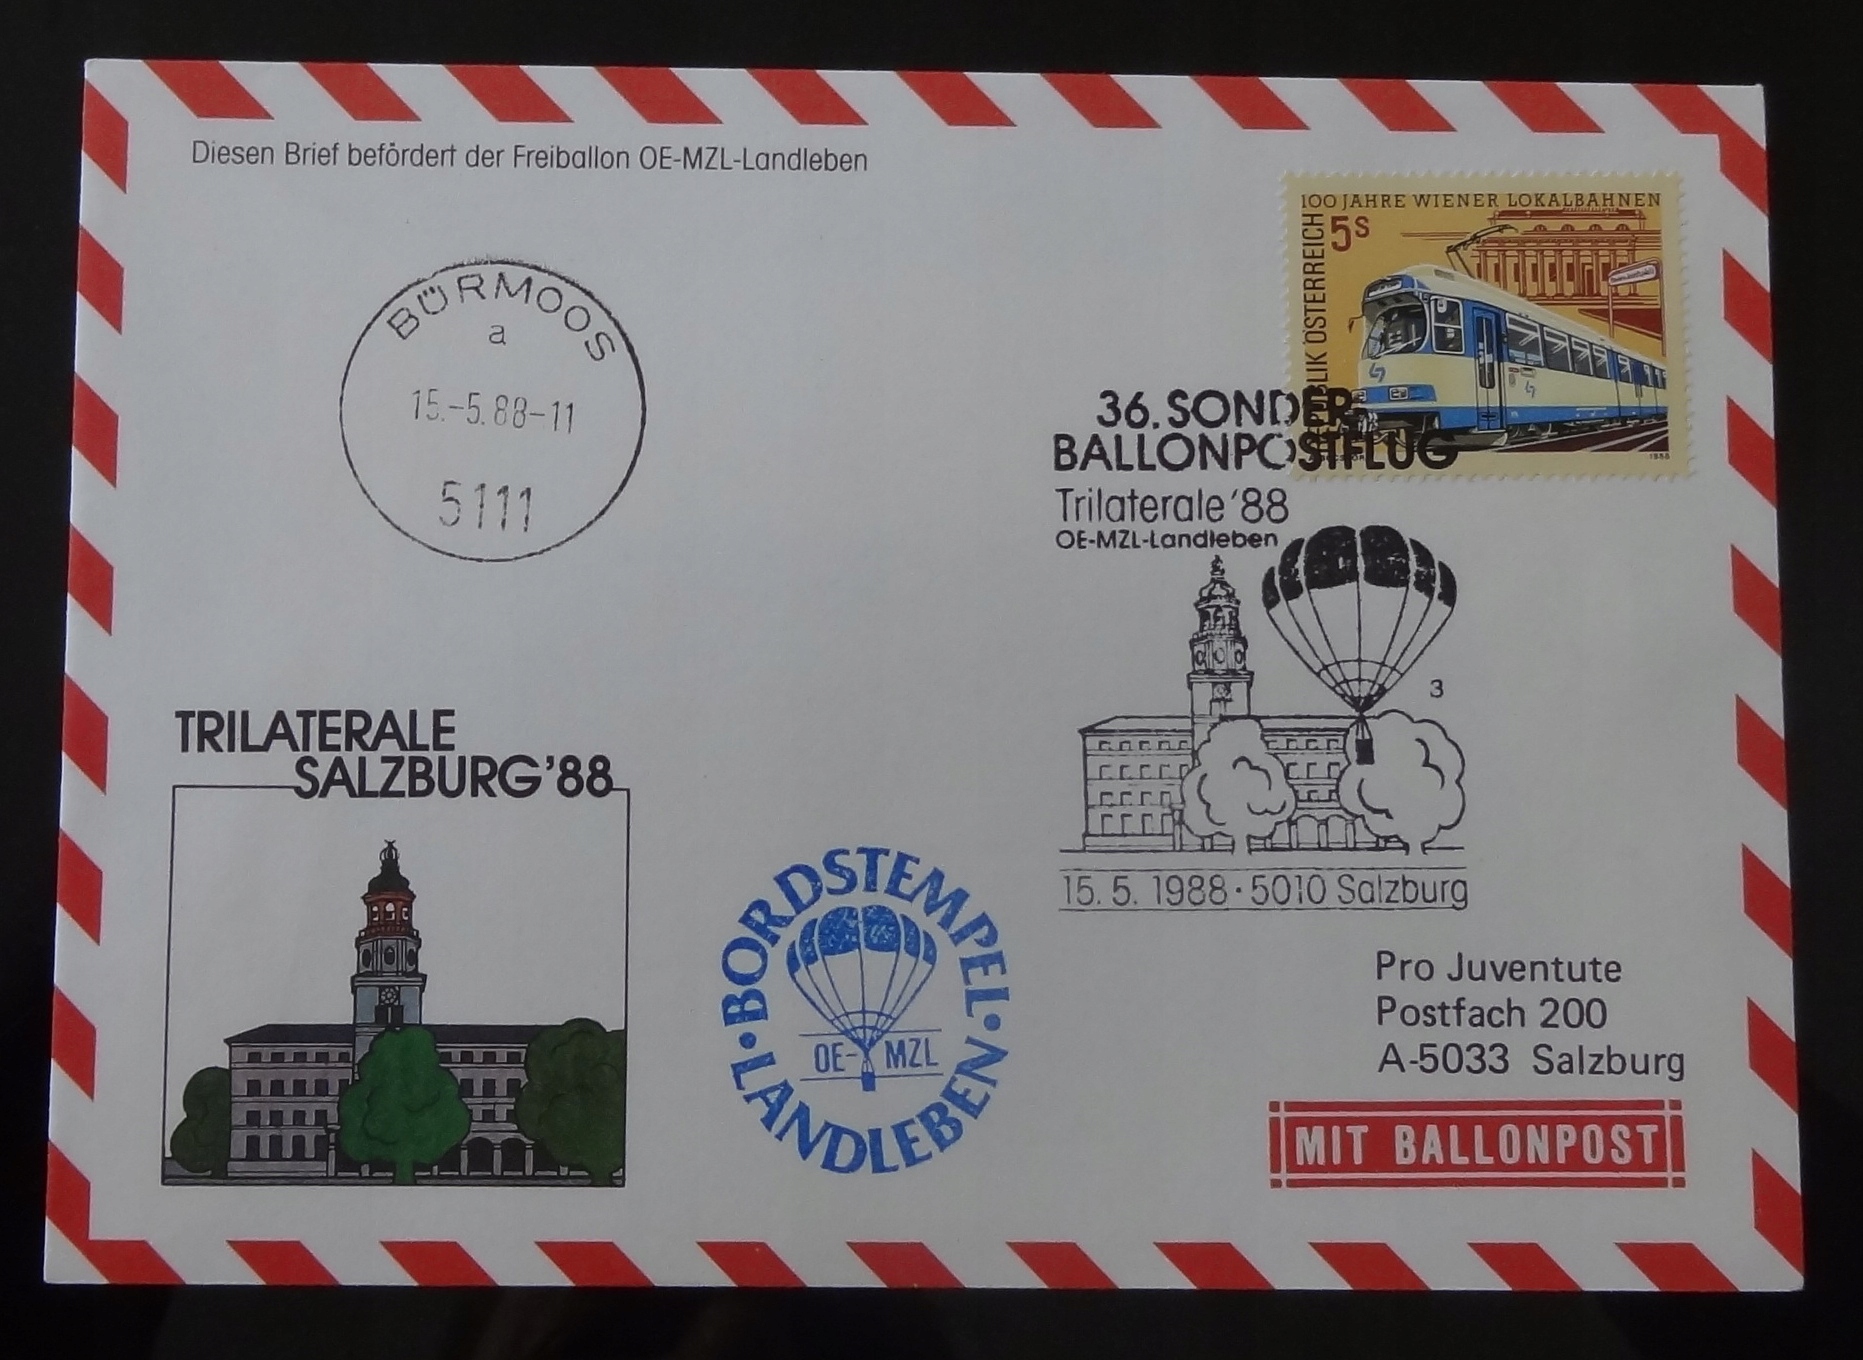 Diesen Brief befördert der Freiballon OE-MZL-Landleben
100 JAHRE WIENER LOKALBAHNEN
5S
REPUBLIK ÖSTERREICH
1988
BÜRMOOS
a
15.-5.88-11
5111
36. SONDER-
BALLONPOSTFLUG
Trilaterale '88
OE-MZL-Landleben
3
15. 5. 1988 · 5010 Salzburg
TRILATERALE
SALZBURG '88
· BORDSTEMPEL ·
OE-MZL
LANDLEBEN
Pro Juventute
Postfach 200
A-5033 Salzburg
MIT BALLONPOST